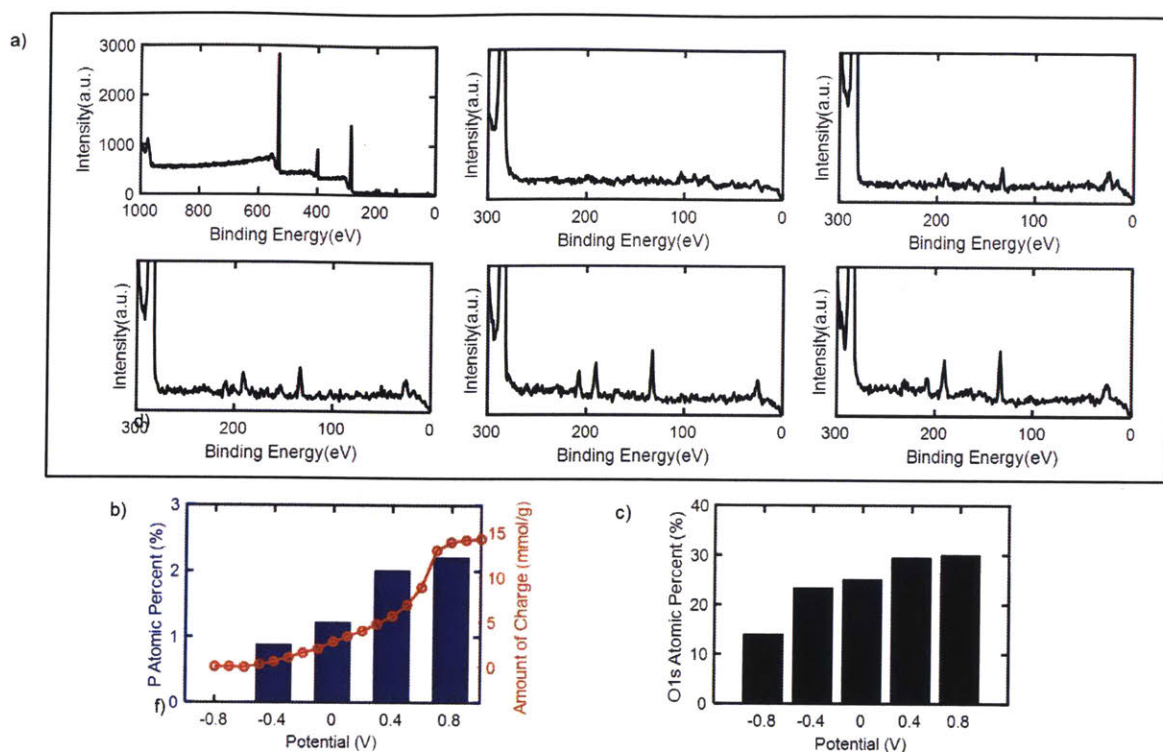 a)
Intensity(a.u.)
3000
2000
1000
0
1000 800 600 400 200 0
Binding Energy(eV)
Intensity(a.u.)
300 200 100 0
Binding Energy(eV)
Intensity(a.u.)
300 200 100 0
Binding Energy(eV)
Intensity(a.u.)
d)
300 200 100 0
Binding Energy(eV)
Intensity(a.u.)
300 200 100 0
Binding Energy(eV)
Intensity(a.u.)
300 200 100 0
Binding Energy(eV)
b)
P Atomic Percent (%)
3
2
1
0
f)
-0.8 -0.4 0 0.4 0.8
Potential (V)
15
10
5
0
Amount of Charge (mmol/g)
c)
O1s Atomic Percent (%)
40
30
20
10
0
-0.8 -0.4 0 0.4 0.8
Potential (V)